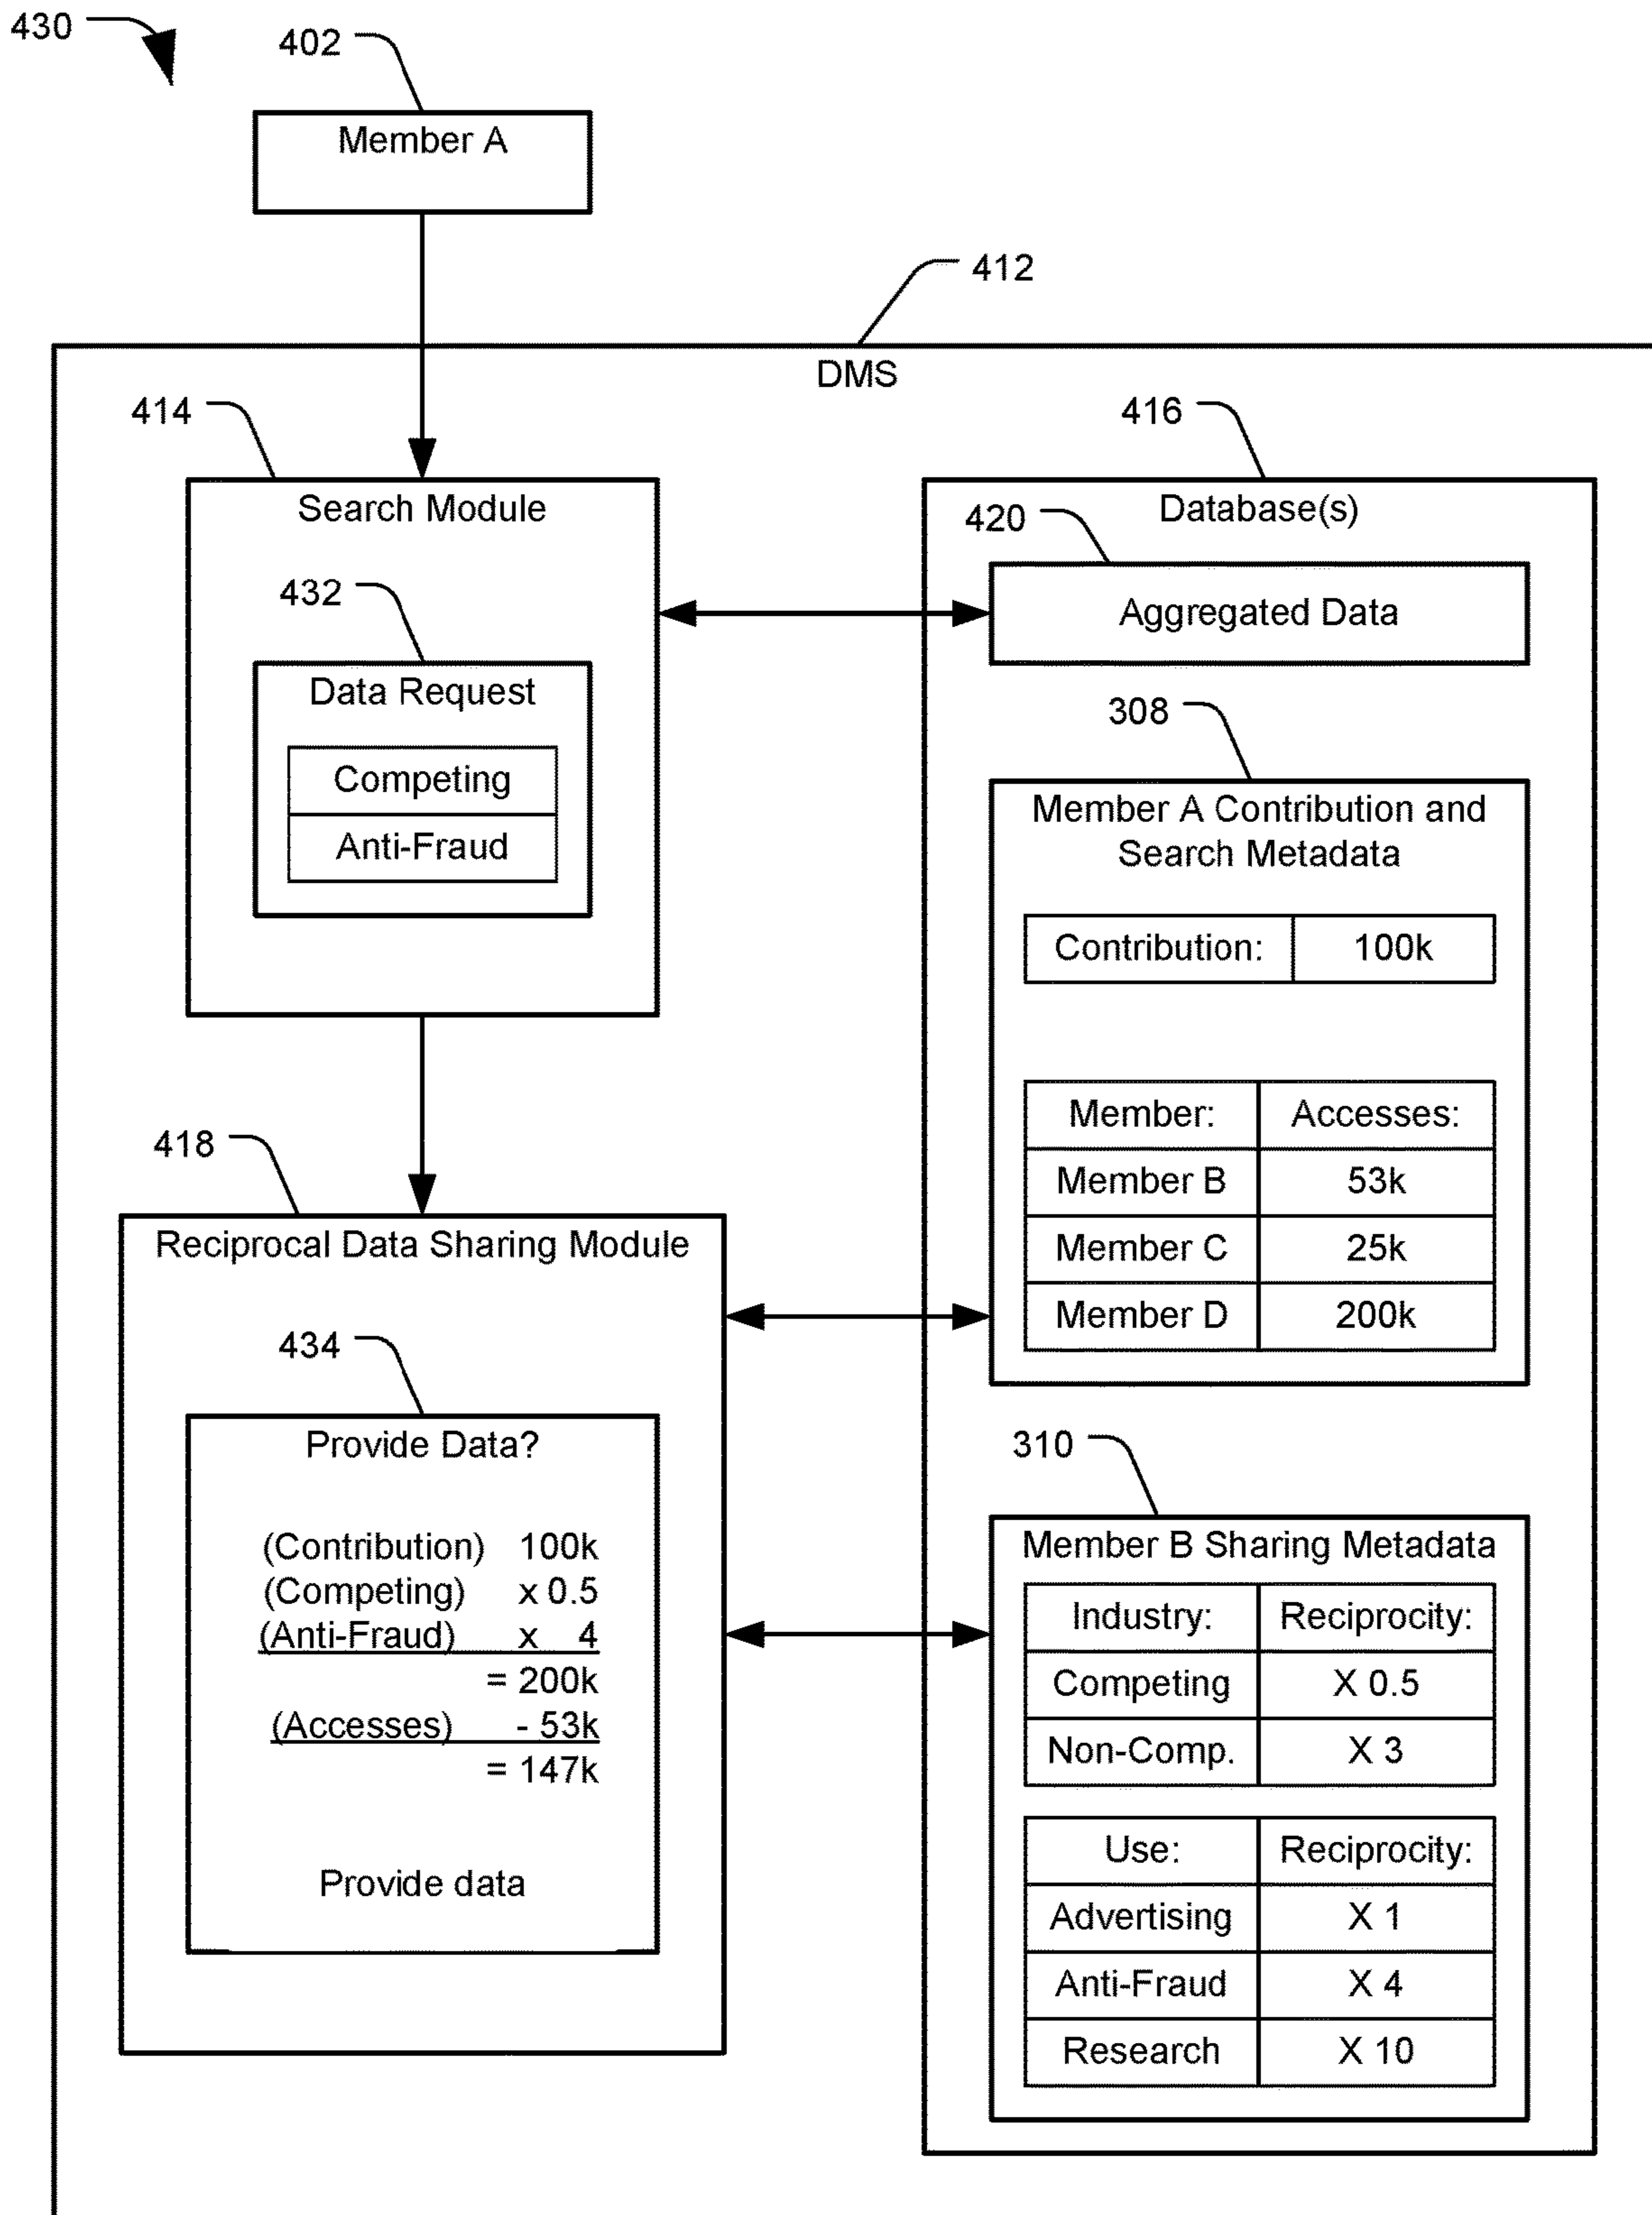 430
402
Member A
412
DMS
414
Search Module
432
Data Request
Competing
Anti-Fraud
416
Database(s)
420
Aggregated Data
308
Member A Contribution and
Search Metadata
Contribution: 100k
Member: Accesses:
Member B 53k
Member C 25k
Member D 200k
418
Reciprocal Data Sharing Module
434
Provide Data?
(Contribution) 100k
(Competing) x 0.5
(Anti-Fraud) x 4
= 200k
(Accesses) - 53k
= 147k
Provide data
310
Member B Sharing Metadata
Industry: Reciprocity:
Competing X 0.5
Non-Comp. X 3
Use: Reciprocity:
Advertising X 1
Anti-Fraud X 4
Research X 10